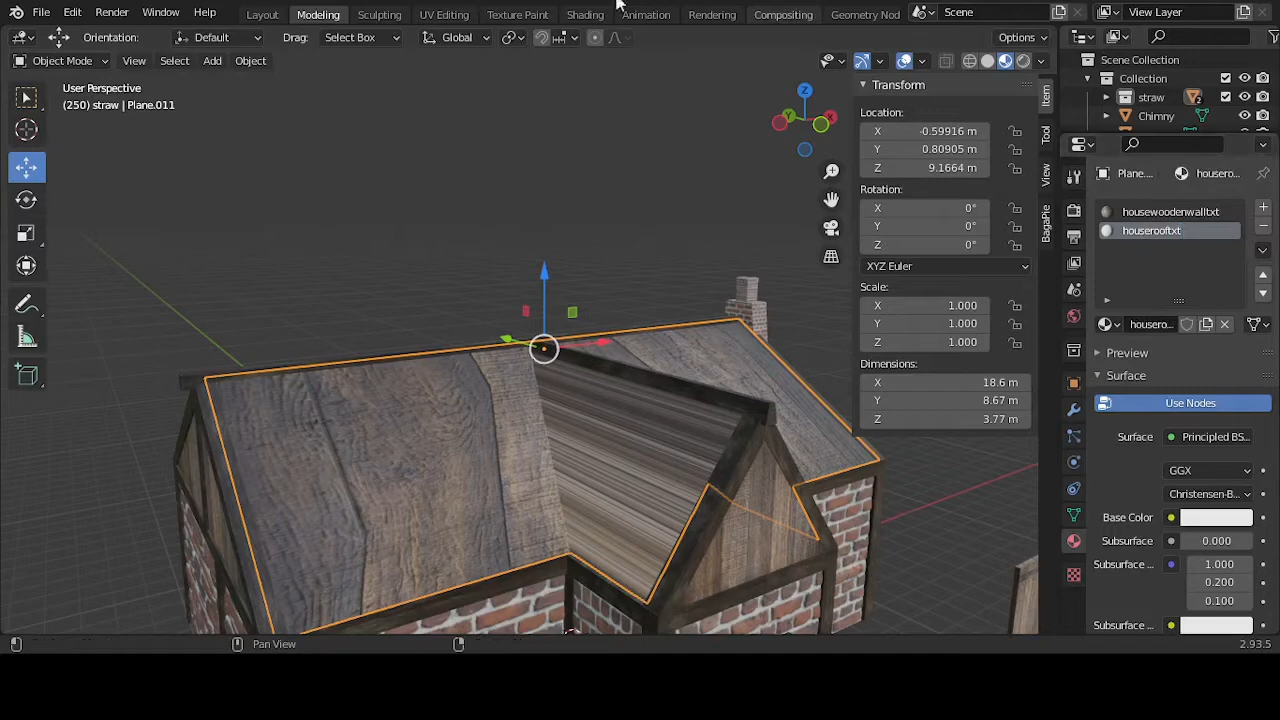 File Edit Render Window Help Layout Modeling Sculpting UV Editing Texture Paint Shading Animation Rendering Compositing Geometry Nod Scene View Layer
Orientation: Default Drag: Select Box Global Options
Object Mode View Select Add Object
User Perspective
(250) straw | Plane.011
Z
X
Y
Transform
Location:
X -0.59916 m
Y 0.80905 m
Z 9.1664 m
Rotation:
X 0°
Y 0°
Z 0°
XYZ Euler
Scale:
X 1.000
Y 1.000
Z 1.000
Dimensions:
X 18.6 m
Y 8.67 m
Z 3.77 m
Item
Tool
View
BagaPie
Scene Collection
Collection
straw 2
Chimny
Plane... housero...
housewoodenwalltxt
houserooftxt
housero...
Preview
Surface
Use Nodes
Surface Principled BS...
GGX
Christensen-B...
Base Color
Subsurface 0.000
Subsurface .. 1.000
0.200
0.100
Subsurface ..
Pan View
2.93.5